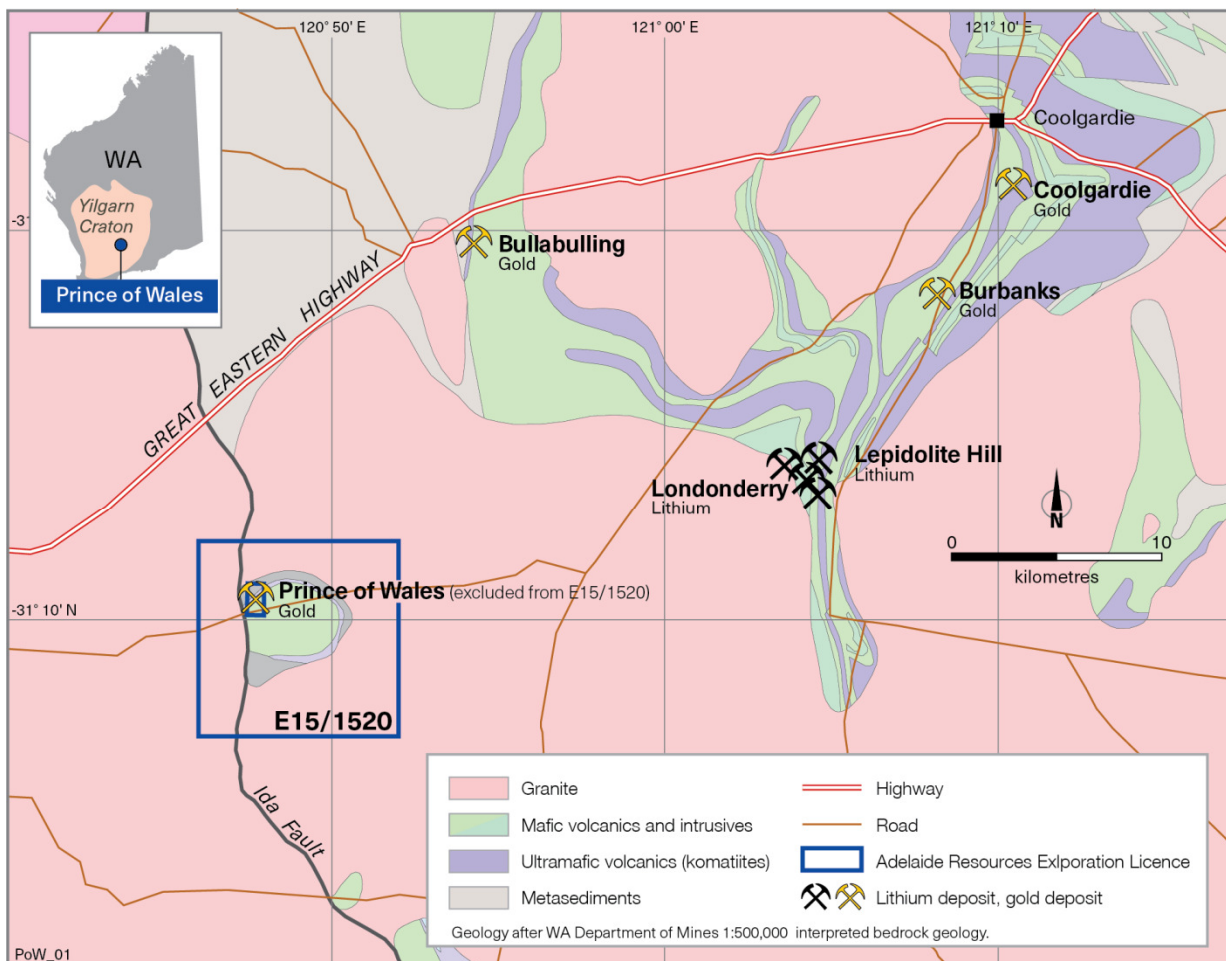 120° 50' E
121° 00' E
121° 10' E
WA
Yilgarn
Craton
Prince of Wales
-3
Coolgardie
Coolgardie
Gold
Bullabulling
Gold
Burbanks
Gold
GREAT EASTERN HIGHWAY
Lepidolite Hill
Lithium
Londonderry
Lithium
N
0 10
kilometres
Prince of Wales (excluded from E15/1520)
Gold
-31° 10' N
E15/1520
Ida Fault
Granite
Mafic volcanics and intrusives
Ultramafic volcanics (komatiites)
Metasediments
Highway
Road
Adelaide Resources Exlporation Licence
Lithium deposit, gold deposit
Geology after WA Department of Mines 1:500,000 interpreted bedrock geology.
PoW_01